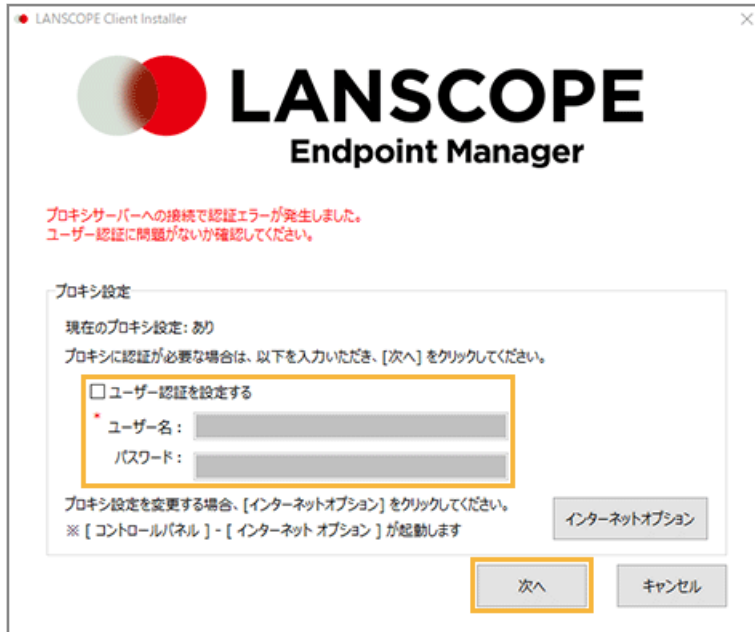 LANSCOPE Client Installer
LANSCOPE
Endpoint Manager
プロキシサーバーへの接続で認証エラーが発生しました。
ユーザー認証に問題がないか確認してください。
プロキシ設定
現在のプロキシ設定: あり
プロキシに認証が必要な場合は、以下を入力いただき、[次へ] をクリックしてください。
ユーザー認証を設定する
* ユーザー名 :
パスワード :
プロキシ設定を変更する場合、[インターネットオプション] をクリックしてください。
※ [ コントロールパネル ] - [ インターネット オプション ] が起動します
インターネットオプション
次へ
キャンセル